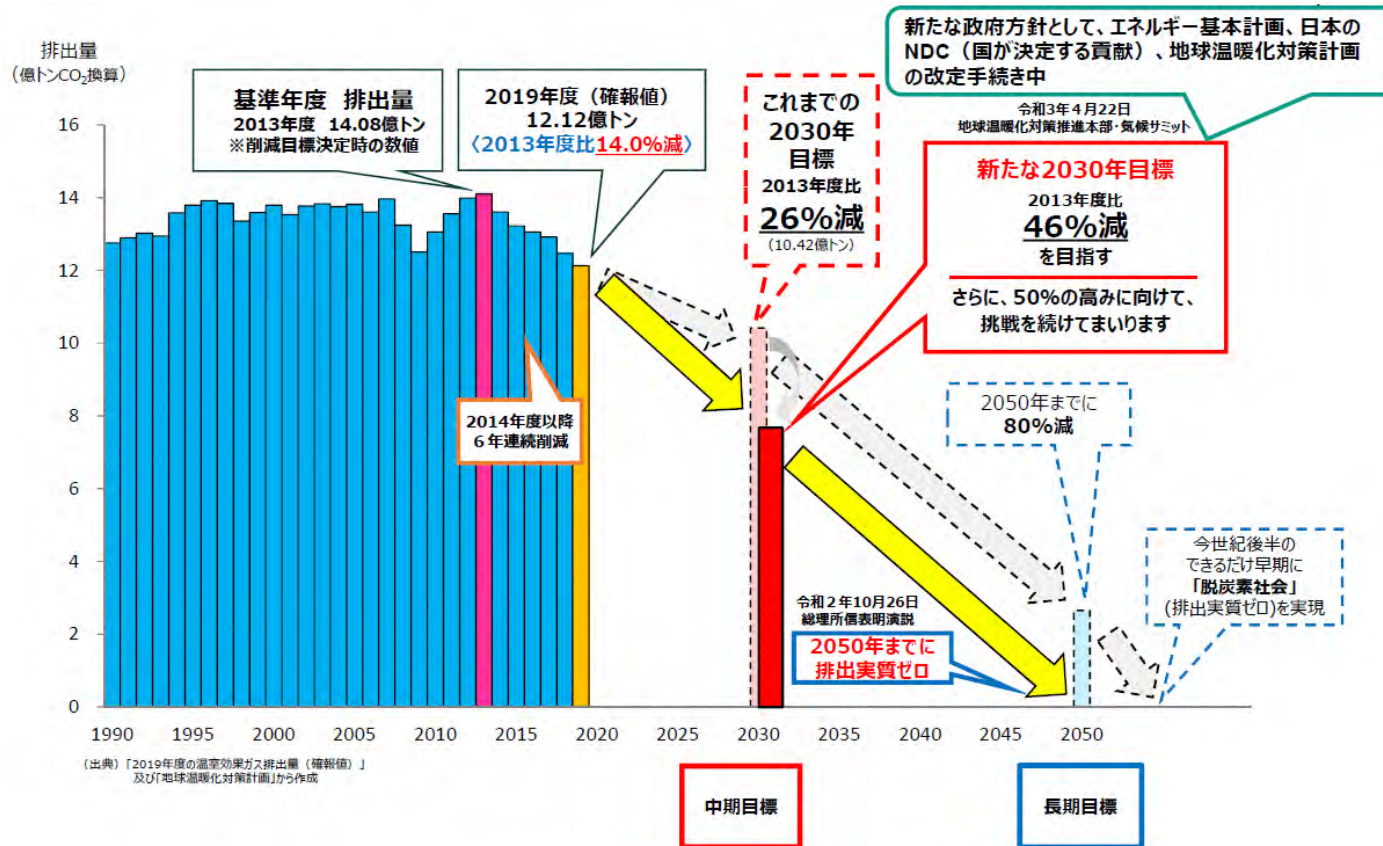 新たな政府方針として、エネルギー基本計画、日本の
NDC（国が決定する貢献）、地球温暖化対策計画
の改定手続き中
排出量
（億トンCO₂換算）
基準年度 排出量
2013年度 14.08億トン
※削減目標決定時の数値
2019年度（確報値）
12.12億トン
〈2013年度比14.0%減〉
これまでの
2030年
目標
2013年度比
26%減
(10.42億トン)
令和3年4月22日
地球温暖化対策推進本部・気候サミット
新たな2030年目標
2013年度比
46%減
を目指す
さらに、50%の高みに向けて、
挑戦を続けてまいります
2014年度以降
6年連続削減
2050年までに
80%減
今世紀後半の
できるだけ早期に
「脱炭素社会」
(排出実質ゼロ)を実現
令和2年10月26日
総理所信表明演説
2050年までに
排出実質ゼロ
16
14
12
10
8
6
4
2
0
1990 1995 2000 2005 2010 2015 2020 2025 2030 2035 2040 2045 2050
（出典）「2019年度の温室効果ガス排出量（確報値）」
及び「地球温暖化対策計画」から作成
中期目標
長期目標